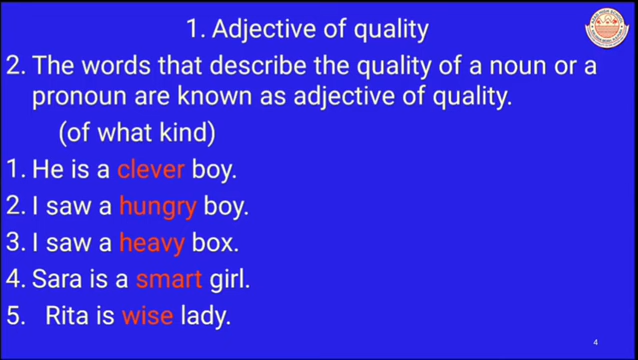 1. Adjective of quality
2. The words that describe the quality of a noun or a
pronoun are known as adjective of quality.
(of what kind)
1. He is a clever boy.
2. I saw a hungry boy.
3. I saw a heavy box.
4. Sara is a smart girl.
5. Rita is wise lady.
4